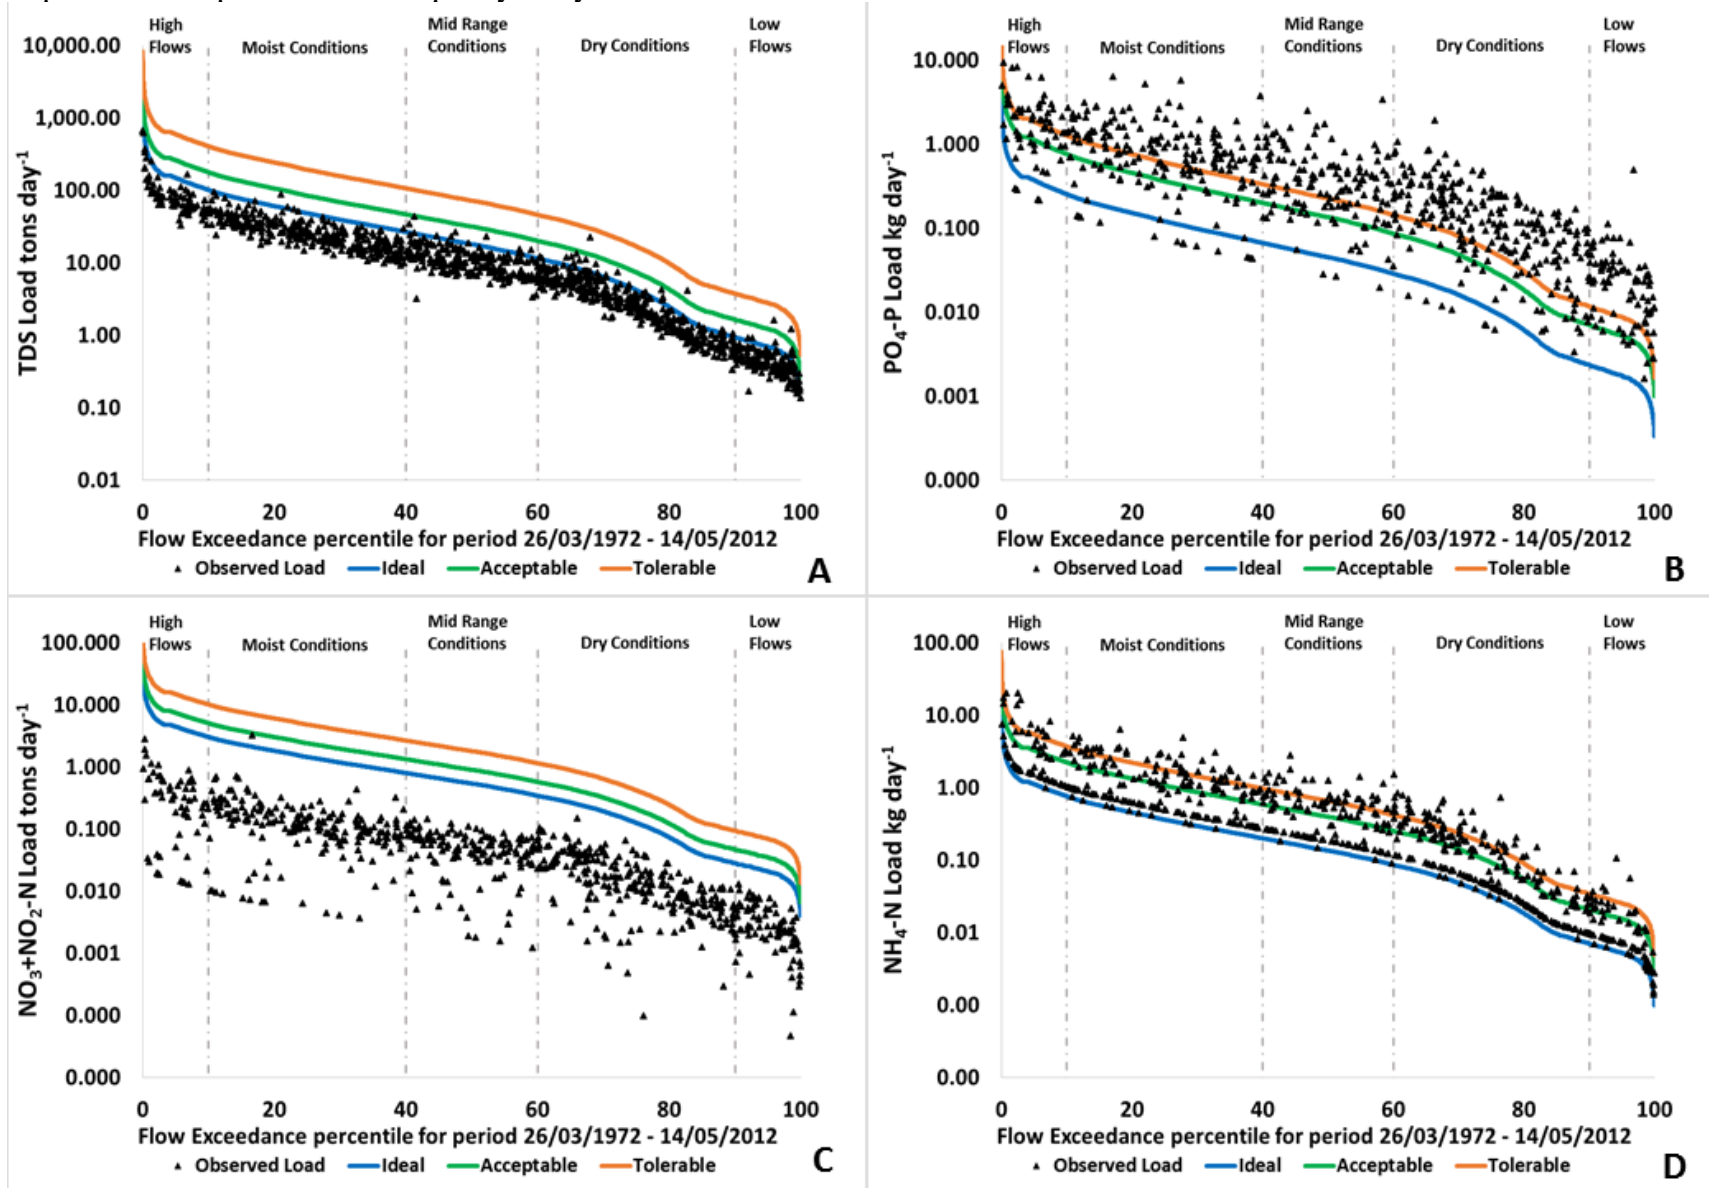 High
Flows
Moist Conditions
Mid Range
Conditions
Dry Conditions
Low
Flows
10,000.00
1,000.00
100.00
10.00
1.00
0.10
0.01
TDS Load tons day-1
0 20 40 60 80 100
Flow Exceedance percentile for period 26/03/1972 - 14/05/2012
Observed Load Ideal Acceptable Tolerable
A
High
Flows
Moist Conditions
Mid Range
Conditions
Dry Conditions
Low
Flows
10.000
1.000
0.100
0.010
0.001
0.000
PO4-P Load kg day-1
0 20 40 60 80 100
Flow Exceedance percentile for period 26/03/1972 - 14/05/2012
Observed Load Ideal Acceptable Tolerable
B
High
Flows
Moist Conditions
Mid Range
Conditions
Dry Conditions
Low
Flows
100.000
10.000
1.000
0.100
0.010
0.001
0.000
0.000
NO3+NO2-N Load tons day-1
0 20 40 60 80 100
Flow Exceedance percentile for period 26/03/1972 - 14/05/2012
Observed Load Ideal Acceptable Tolerable
C
High
Flows
Moist Conditions
Mid Range
Conditions
Dry Conditions
Low
Flows
100.00
10.00
1.00
0.10
0.01
0.00
0.00
NH4-N Load kg day-1
0 20 40 60 80 100
Flow Exceedance percentile for period 26/03/1972 - 14/05/2012
Observed Load Ideal Acceptable Tolerable
D